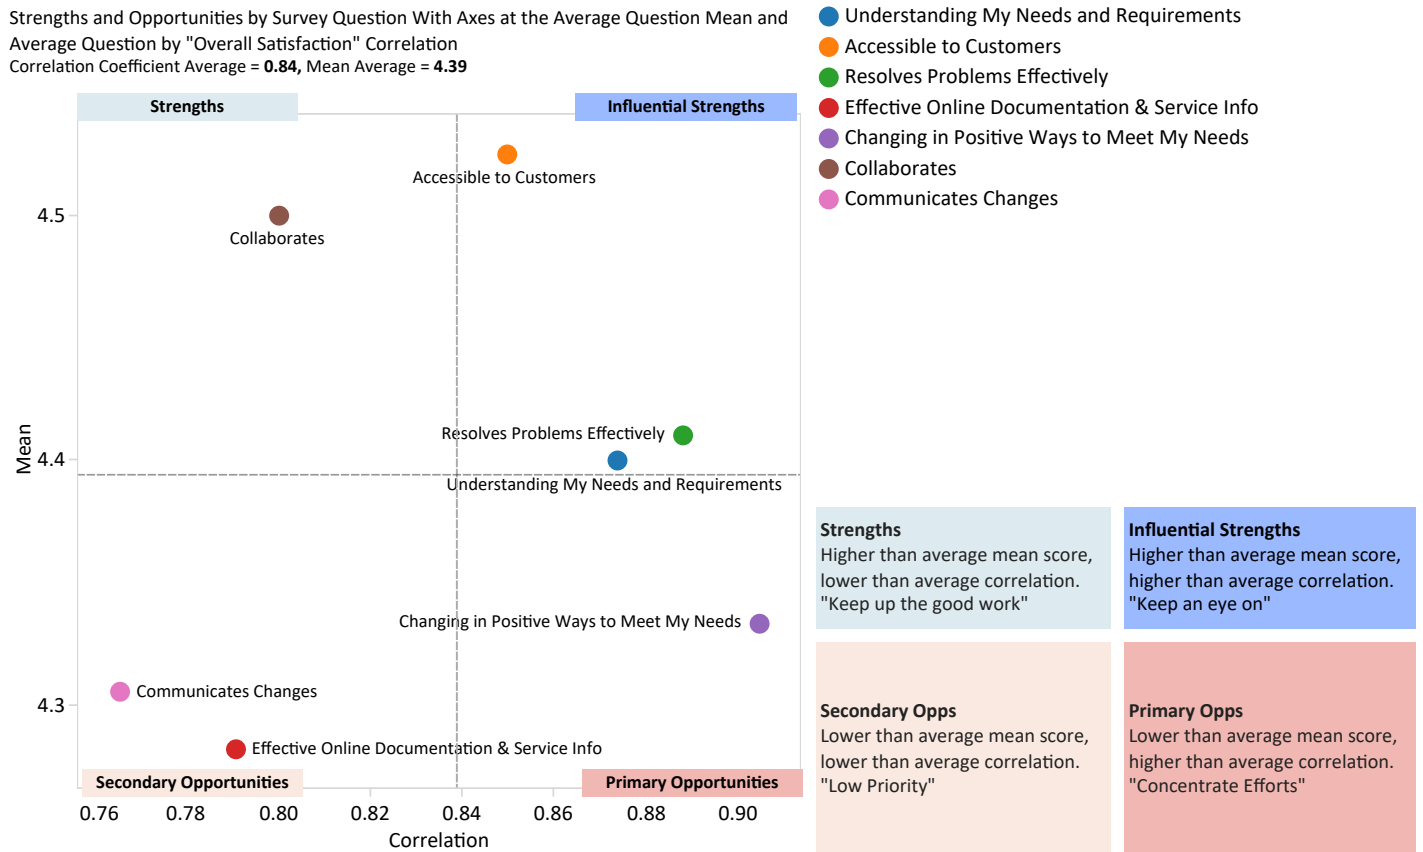 Strengths and Opportunities by Survey Question With Axes at the Average Question Mean and
Average Question by "Overall Satisfaction" Correlation
Correlation Coefficient Average = 0.84, Mean Average = 4.39
Understanding My Needs and Requirements
Accessible to Customers
Resolves Problems Effectively
Effective Online Documentation & Service Info
Changing in Positive Ways to Meet My Needs
Collaborates
Communicates Changes
Strengths
Influential Strengths
Accessible to Customers
4.5
Collaborates
Resolves Problems Effectively
4.4
Mean
Understanding My Needs and Requirements
Changing in Positive Ways to Meet My Needs
Communicates Changes
4.3
Effective Online Documentation & Service Info
Secondary Opportunities
Primary Opportunities
0.76 0.78 0.80 0.82 0.84 0.86 0.88 0.90
Correlation
Strengths
Higher than average mean score,
lower than average correlation.
"Keep up the good work"
Influential Strengths
Higher than average mean score,
higher than average correlation.
"Keep an eye on"
Secondary Opps
Lower than average mean score,
lower than average correlation.
"Low Priority"
Primary Opps
Lower than average mean score,
higher than average correlation.
"Concentrate Efforts"